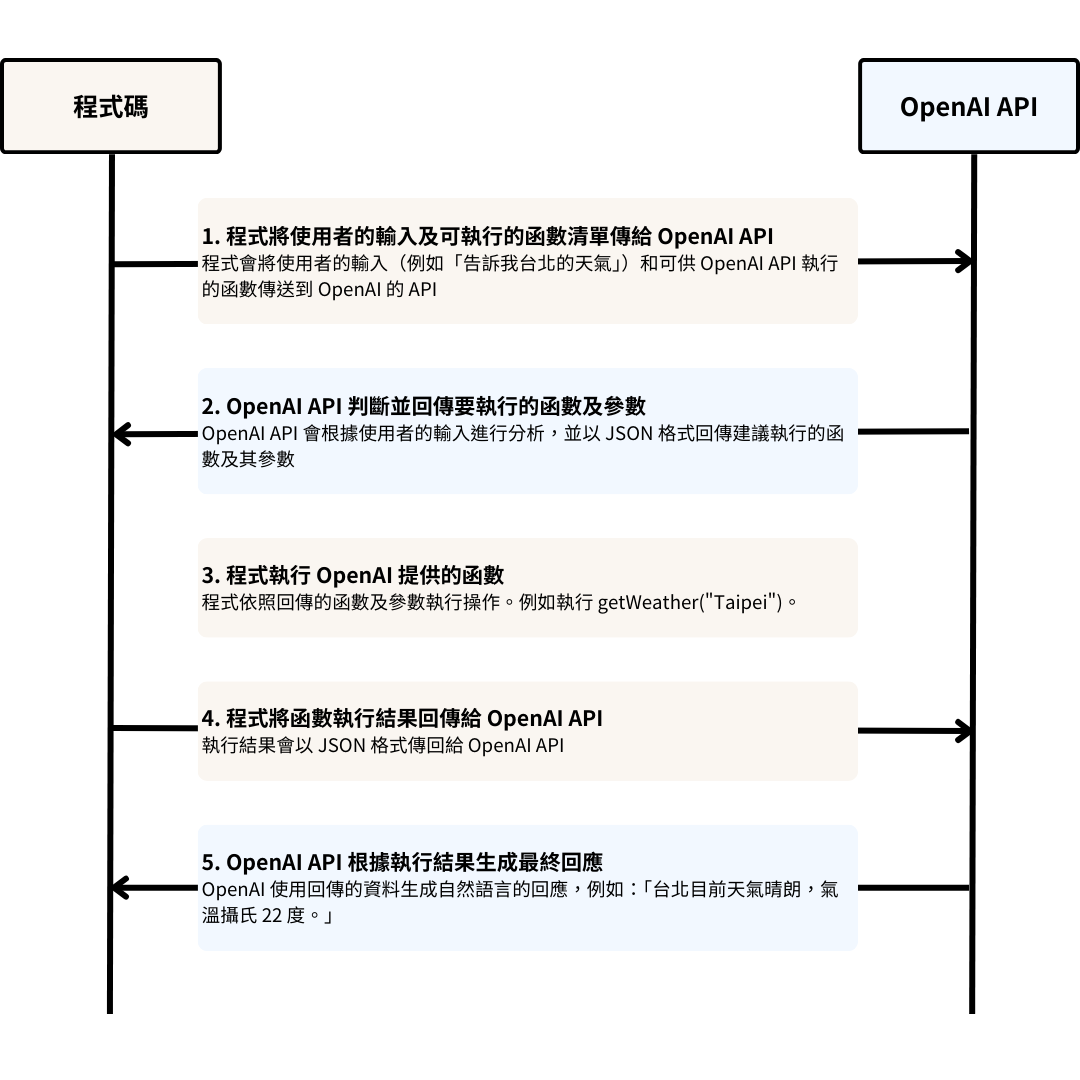 程式碼
OpenAI API
1. 程式將使用者的輸入及可執行的函數清單傳給 OpenAI API
程式會將使用者的輸入（例如「告訴我台北的天氣」）和可供 OpenAI API 執行
的函數傳送到 OpenAI 的 API
2. OpenAI API 判斷並回傳要執行的函數及參數
OpenAI API 會根據使用者的輸入進行分析，並以 JSON 格式回傳建議執行的函
數及其參數
3. 程式執行 OpenAI 提供的函數
程式依照回傳的函數及參數執行操作。例如執行 getWeather("Taipei")。
4. 程式將函數執行結果回傳給 OpenAI API
執行結果會以 JSON 格式傳回給 OpenAI API
5. OpenAI API 根據執行結果生成最終回應
OpenAI 使用回傳的資料生成自然語言的回應，例如：「台北目前天氣晴朗，氣
溫攝氏 22 度。」